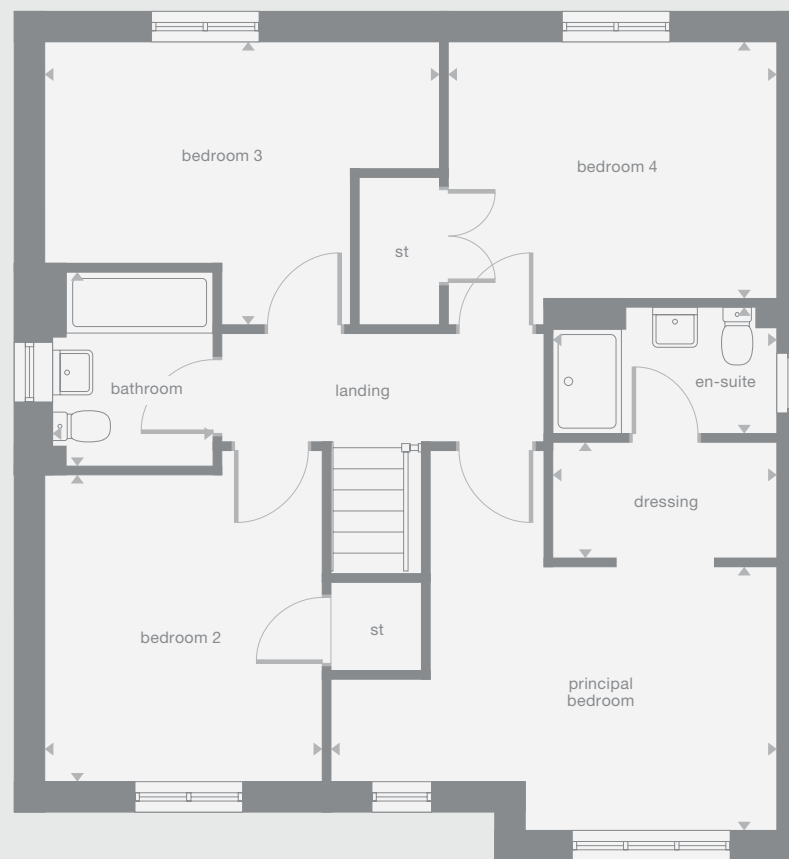 bedroom 3
bedroom 4
st
bathroom
landing
en-suite
dressing
bedroom 2
st
principal
bedroom